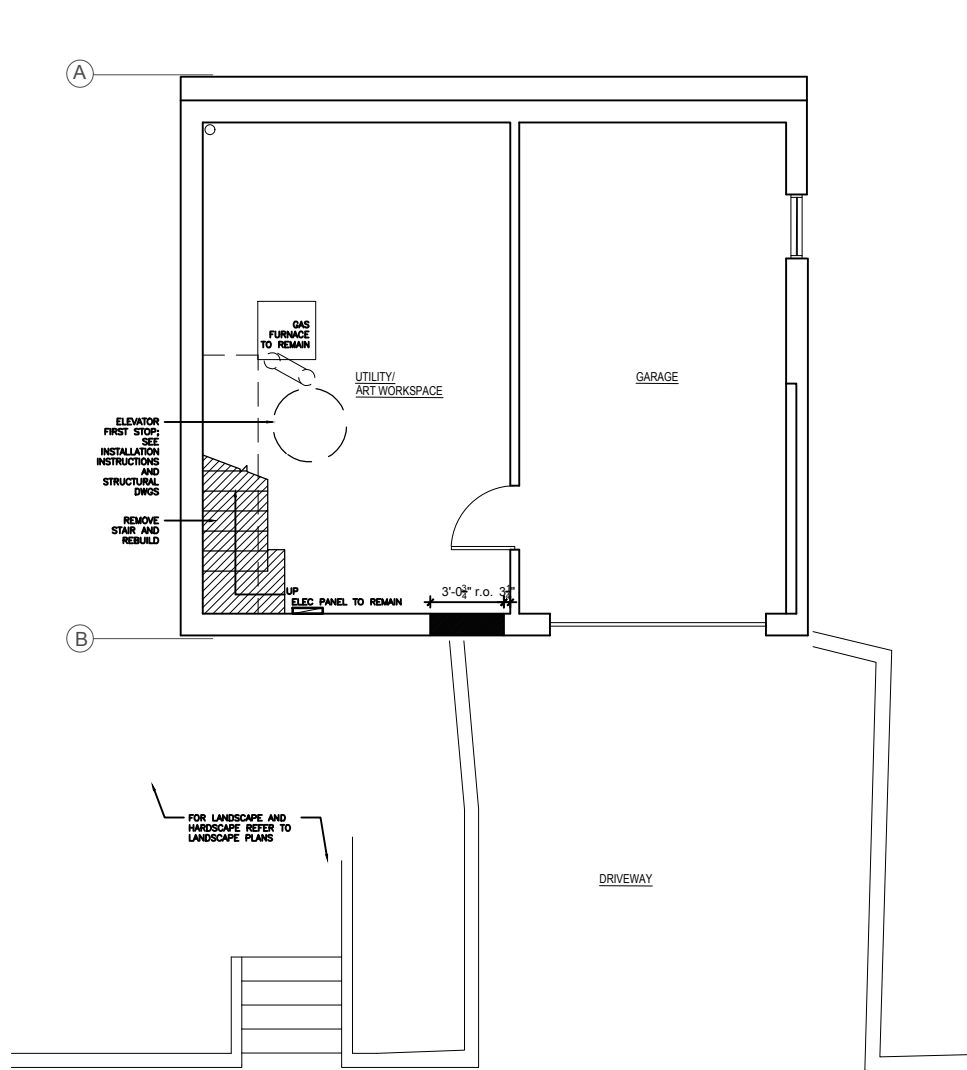 A
GAS
FURNACE
TO REMAIN
UTILITY/
ART WORKSPACE
GARAGE
ELEVATOR
FIRST STOP;
SEE
INSTALLATION
INSTRUCTIONS
AND
STRUCTURAL
DWGS
REMOVE
STAIR AND
REBUILD
UP
3'-0¾" r.o.
ELEC PANEL TO REMAIN
B
FOR LANDSCAPE AND
HARDSCAPE REFER TO
LANDSCAPE PLANS
DRIVEWAY